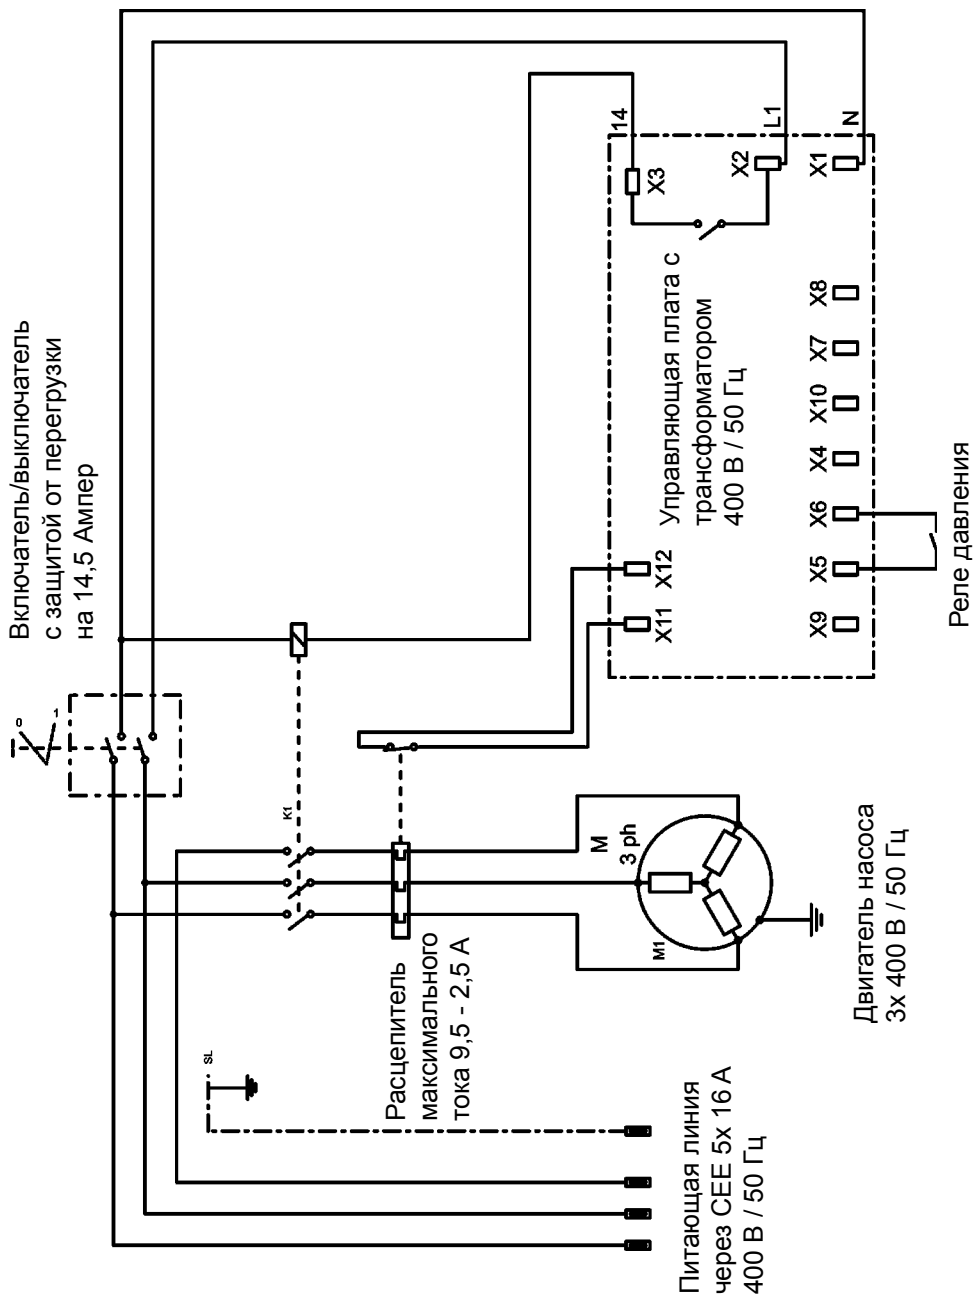 Включатель/выключатель
с защитой от перегрузки
на 14,5 Ампер
0
1
K1
14
L1
N
X3
X2
X1
Управляющая плата с
трансформатором
400 В / 50 Гц
X12
X11
X8
X7
X10
X4
X6
X5
X9
Реле давления
M
3 ph
M1
Двигатель насоса
3x 400 В / 50 Гц
Расцепитель
максимального
тока 9,5 - 2,5 А
SL
Питающая линия
через CEE 5x 16 А
400 В / 50 Гц